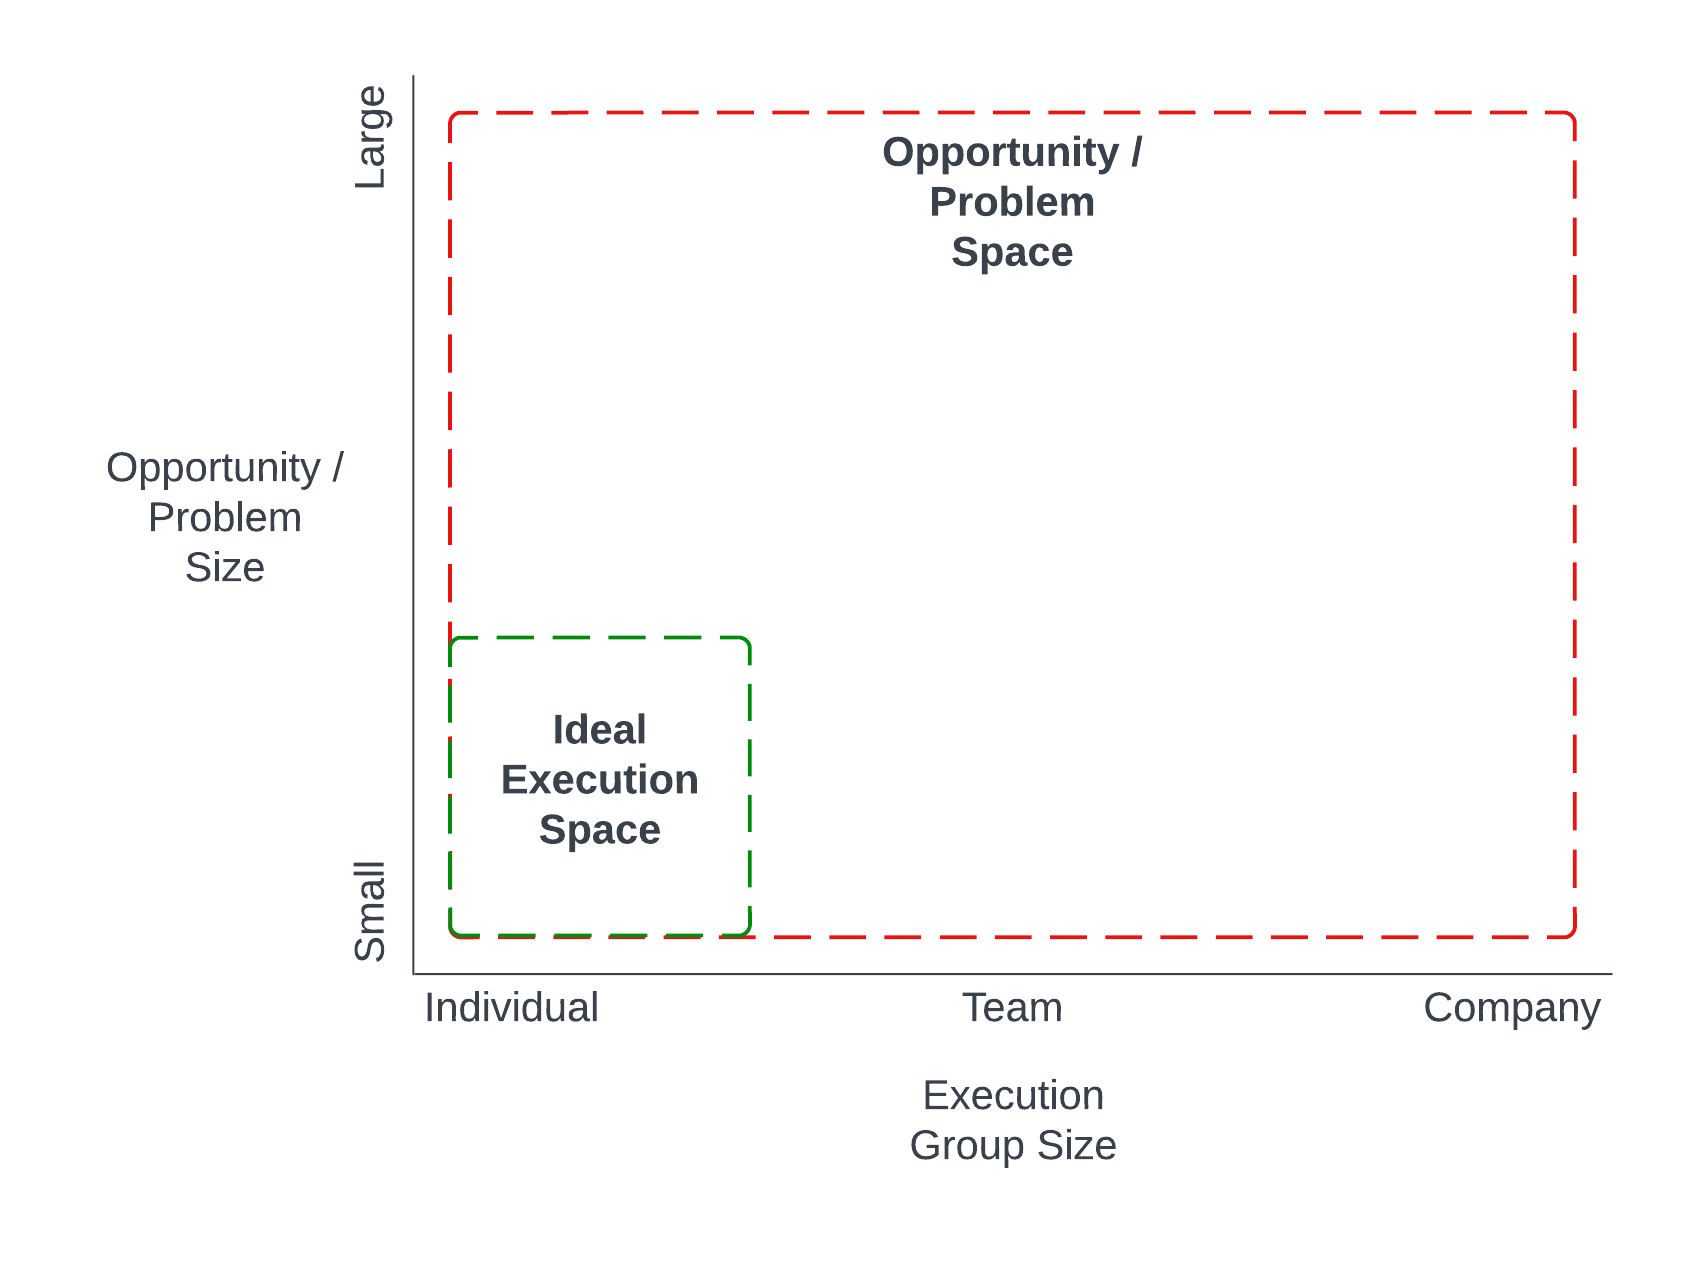 Large
Opportunity /
Problem
Space
Opportunity /
Problem
Size
Ideal
Execution
Space
Small
Individual
Team
Company
Execution
Group Size